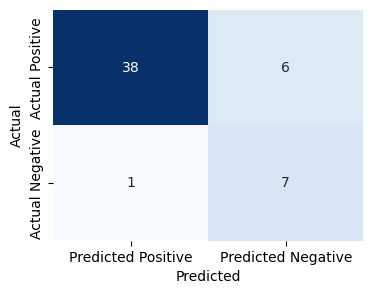 Actual
Actual Positive
38
6
Actual Negative
1
7
Predicted Positive
Predicted Negative
Predicted